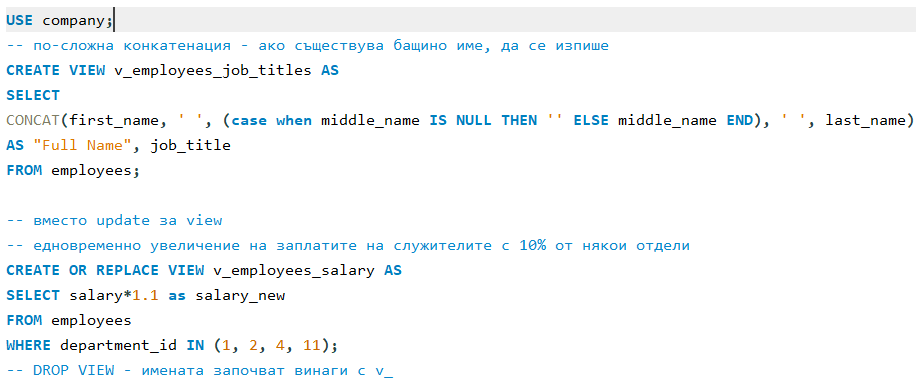 USE company;
-- по-сложна конкатенация - ако съществува бащино име, да се изпише
CREATE VIEW v_employees_job_titles AS
SELECT
CONCAT(first_name, ' ', (case when middle_name IS NULL THEN '' ELSE middle_name END), ' ', last_name)
AS "Full Name", job_title
FROM employees;
-- вместо update за view
-- едновременно увеличение на заплатите на служителите с 10% от някои отдели
CREATE OR REPLACE VIEW v_employees_salary AS
SELECT salary*1.1 as salary_new
FROM employees
WHERE department_id IN (1, 2, 4, 11);
-- DROP VIEW - имената започват винаги с v_